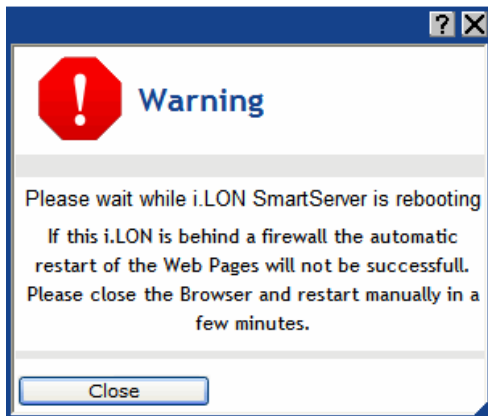 ?
Warning
Please wait while i.LON SmartServer is rebooting
If this i.LON is behind a firewall the automatic
restart of the Web Pages will not be successfull.
Please close the Browser and restart manually in a
few minutes.
Close